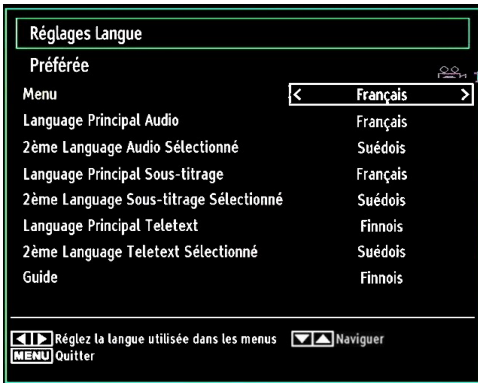 Réglages Langue
Préférée
Menu < Français >
Language Principal Audio Français
2ème Language Audio Sélectionné Suédois
Language Principal Sous-titrage Français
2ème Language Sous-titrage Sélectionné Suédois
Language Principal Teletext Finnois
2ème Language Teletext Sélectionné Suédois
Guide Finnois
Réglez la langue utilisée dans les menus Naviguer
MENU Quitter